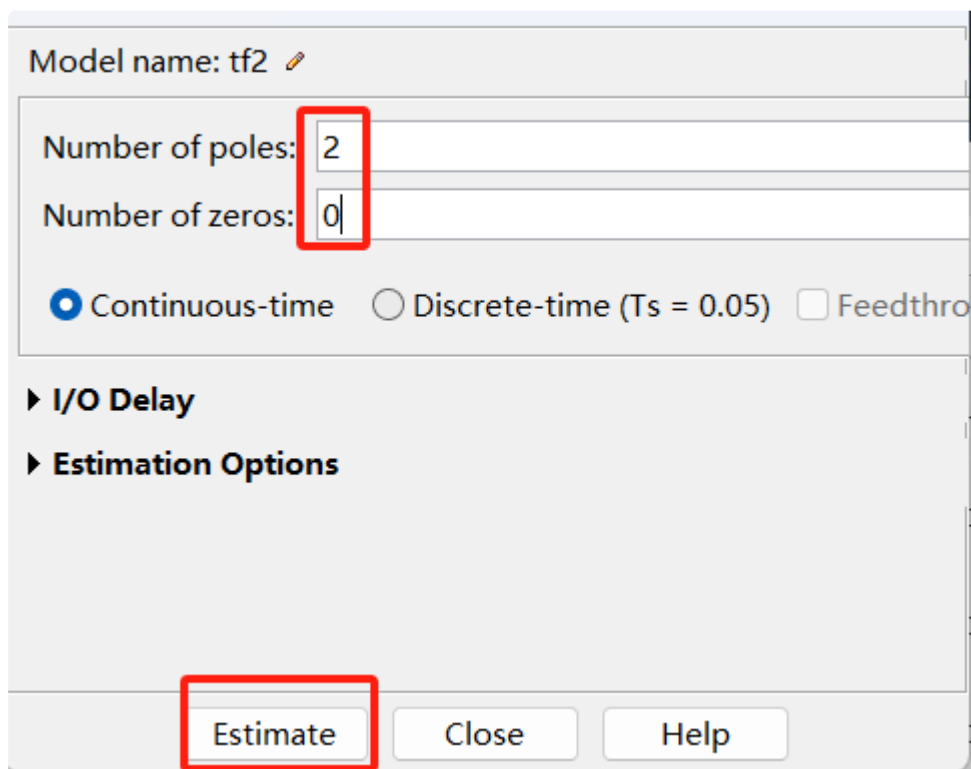 Model name: tf2
Number of poles: 2
Number of zeros: 0
Continuous-time Discrete-time (Ts = 0.05) Feedthro
I/O Delay
Estimation Options
Estimate Close Help